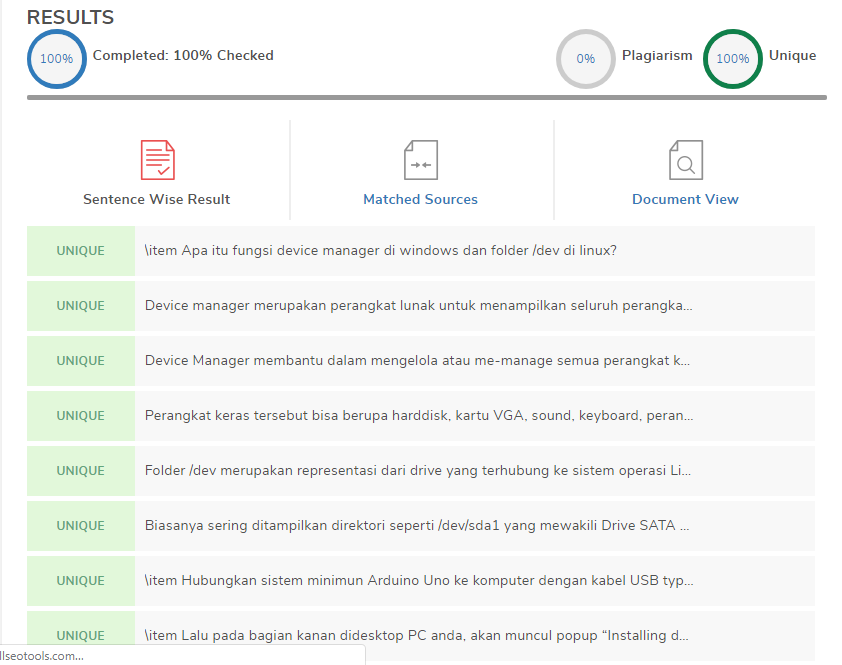 RESULTS
100% Completed: 100% Checked 0% Plagiarism 100% Unique
Sentence Wise Result Matched Sources Document View
UNIQUE \item Apa itu fungsi device manager di windows dan folder /dev di linux?
UNIQUE Device manager merupakan perangkat lunak untuk menampilkan seluruh perangka...
UNIQUE Device Manager membantu dalam mengelola atau me-manage semua perangkat k...
UNIQUE Perangkat keras tersebut bisa berupa harddisk, kartu VGA, sound, keyboard, peran...
UNIQUE Folder /dev merupakan representasi dari drive yang terhubung ke sistem operasi Li...
UNIQUE Biasanya sering ditampilkan direktori seperti /dev/sda1 yang mewakili Drive SATA ...
UNIQUE \item Hubungkan sistem minimun Arduino Uno ke komputer dengan kabel USB typ...
UNIQUE \item Lalu pada bagian kanan didesktop PC anda, akan muncul popup “Installing d...
llseotools.com...